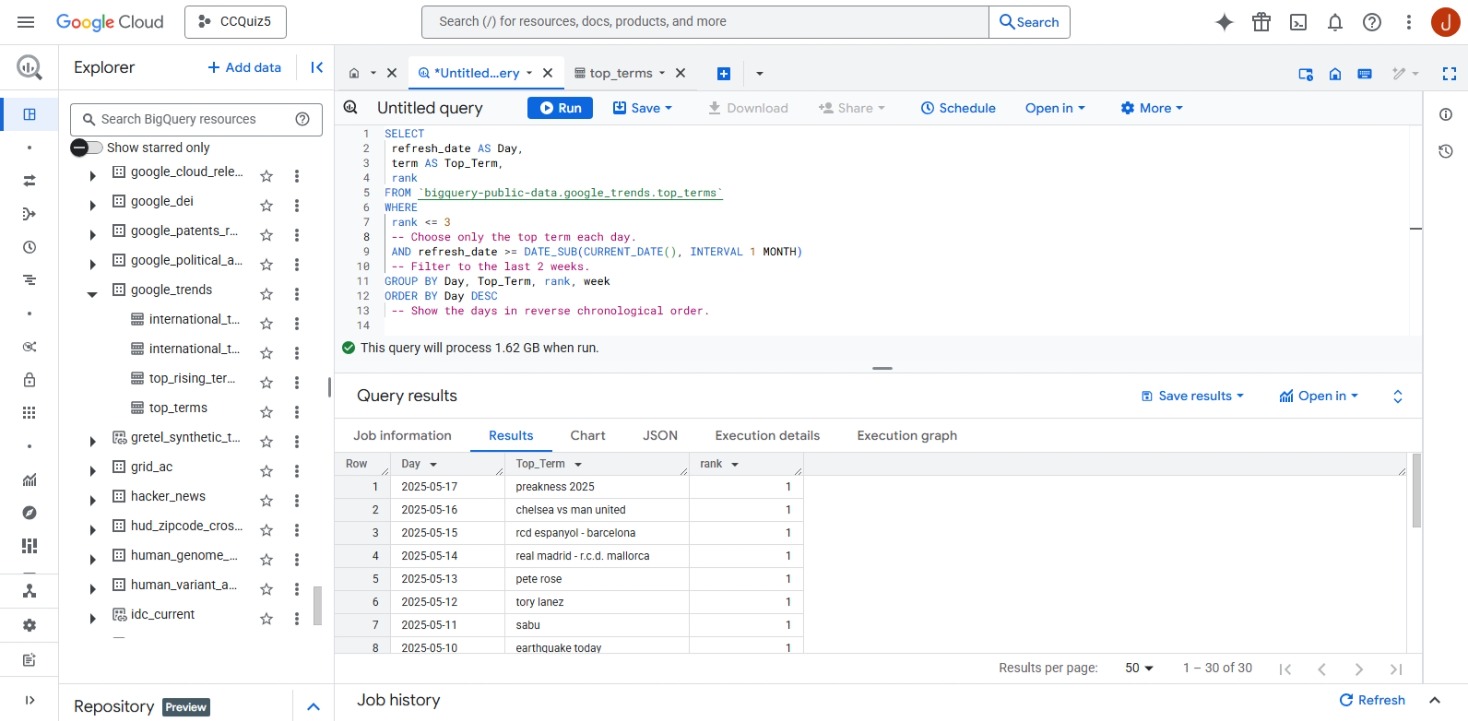 Google Cloud
CCQuiz5
Search (/) for resources, docs, products, and more
Search
J
Explorer
+ Add data
*Untitled...ery
top_terms
Search BigQuery resources
Show starred only
google_cloud_rele...
google_dei
google_patents_r...
google_political_a...
google_trends
international_t...
international_t...
top_rising_ter...
top_terms
gretel_synthetic_t...
grid_ac
hacker_news
hud_zipcode_cros...
human_genome_...
human_variant_a...
idc_current
Repository Preview
Untitled query
Run
Save
Download
Share
Schedule
Open in
More
1 SELECT
2 refresh_date AS Day,
3 term AS Top_Term,
4 rank
5 FROM `bigquery-public-data.google_trends.top_terms`
6 WHERE
7 rank <= 3
8 -- Choose only the top term each day.
9 AND refresh_date >= DATE_SUB(CURRENT_DATE(), INTERVAL 1 MONTH)
10 -- Filter to the last 2 weeks.
11 GROUP BY Day, Top_Term, rank, week
12 ORDER BY Day DESC
13 -- Show the days in reverse chronological order.
14
This query will process 1.62 GB when run.
Query results
Save results
Open in
Job information Results Chart JSON Execution details Execution graph
Row Day Top_Term rank
1 2025-05-17 preakness 2025 1
2 2025-05-16 chelsea vs man united 1
3 2025-05-15 rcd espanyol - barcelona 1
4 2025-05-14 real madrid - r.c.d. mallorca 1
5 2025-05-13 pete rose 1
6 2025-05-12 tory lanez 1
7 2025-05-11 sabu 1
8 2025-05-10 earthquake today 1
Results per page: 50 1 – 30 of 30
Job history
Refresh